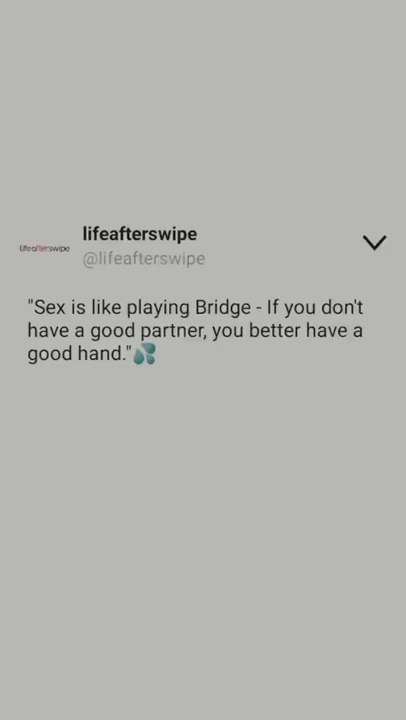 lifeafterswipe
lifeafterswipe
@lifeafterswipe
"Sex is like playing Bridge - If you don't
have a good partner, you better have a
good hand."💦